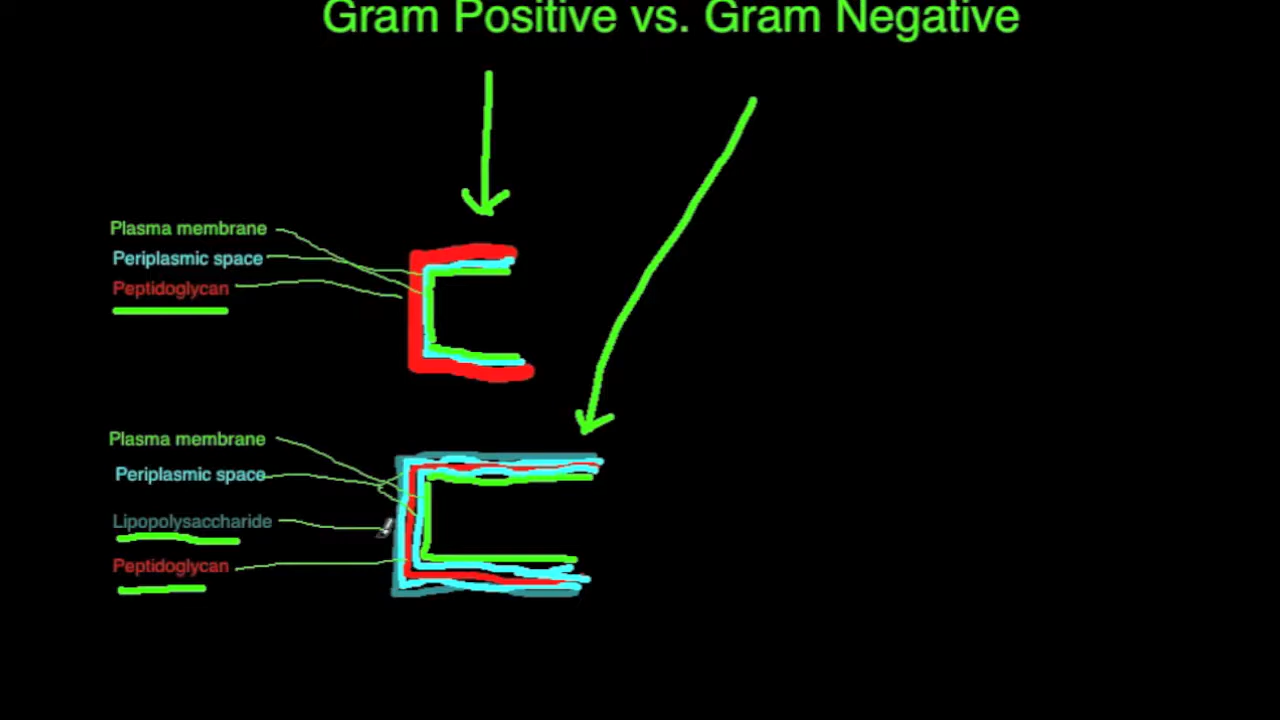 Gram Positive vs. Gram Negative
Plasma membrane
Periplasmic space
Peptidoglycan
Plasma membrane
Periplasmic space
Lipopolysaccharide
Peptidoglycan